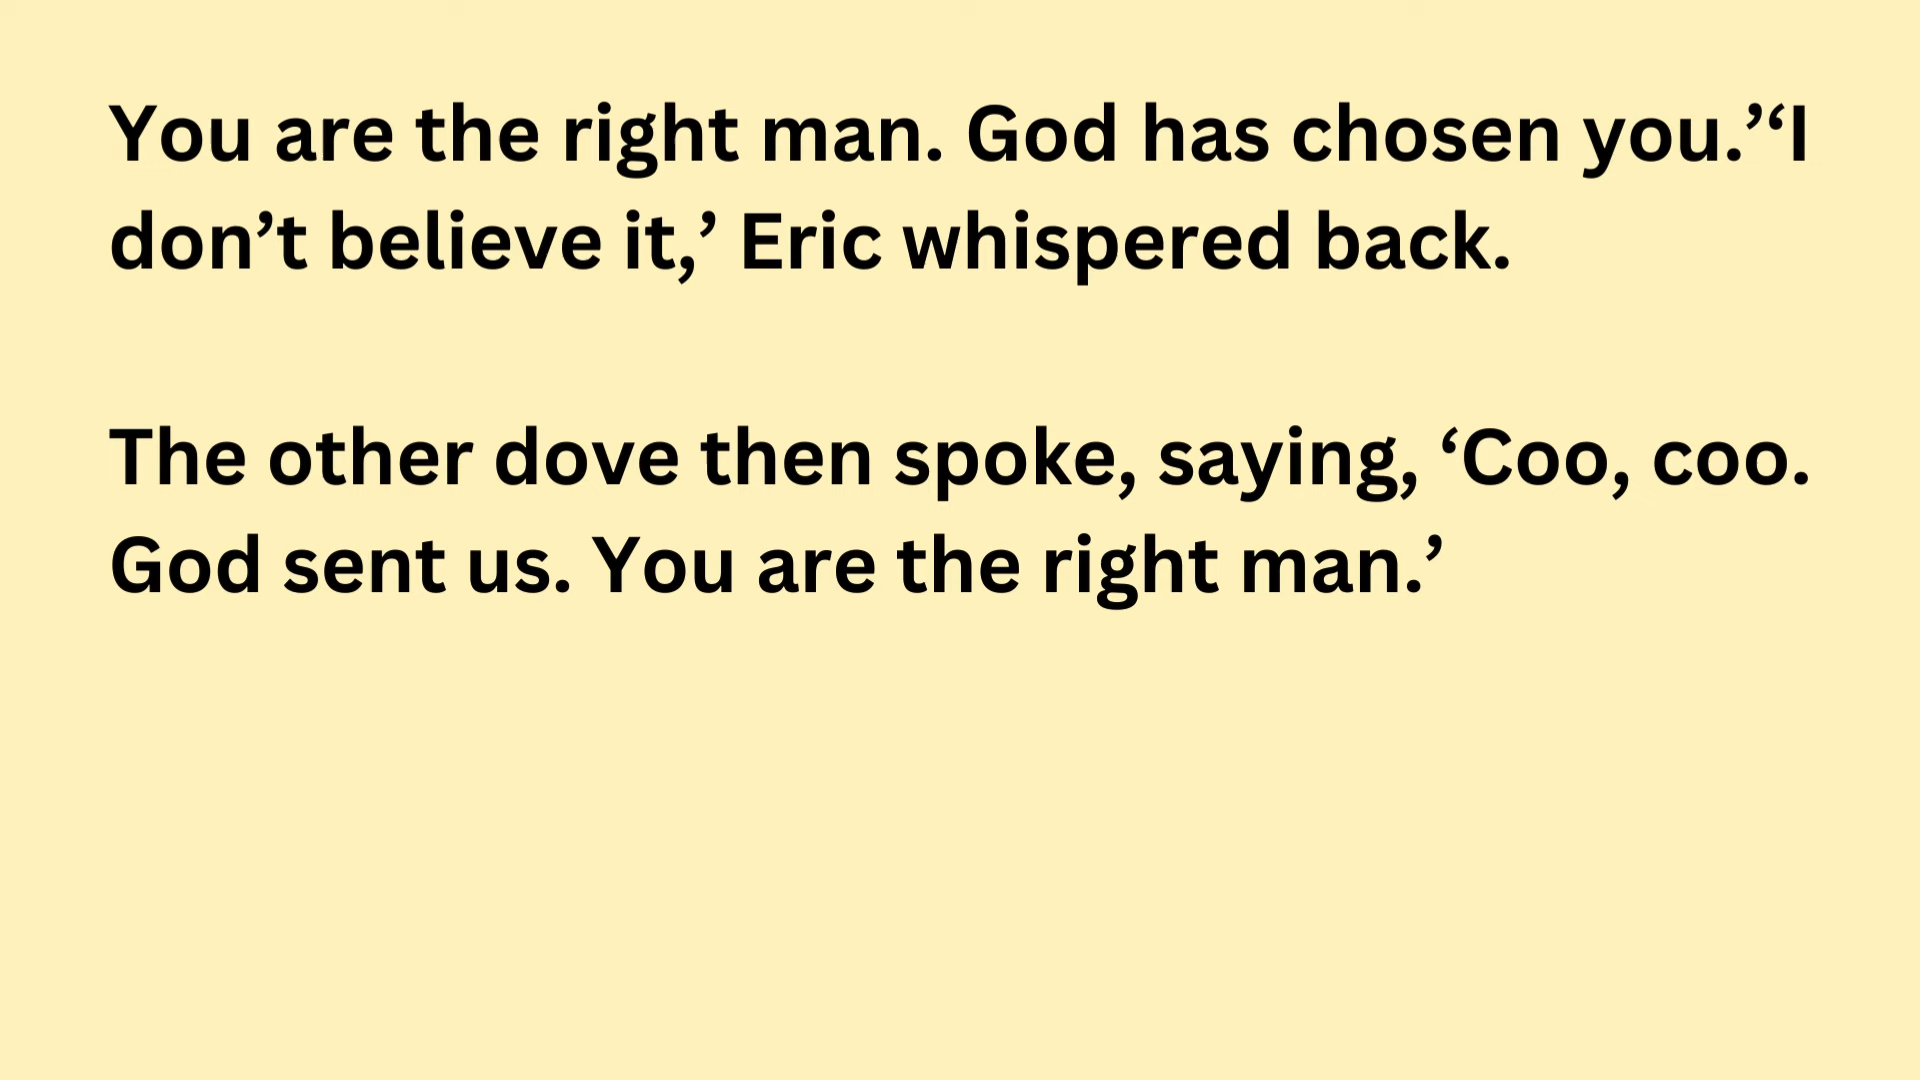 You are the right man. God has chosen you.’‘I
don’t believe it,’ Eric whispered back.
The other dove then spoke, saying, ‘Coo, coo.
God sent us. You are the right man.’